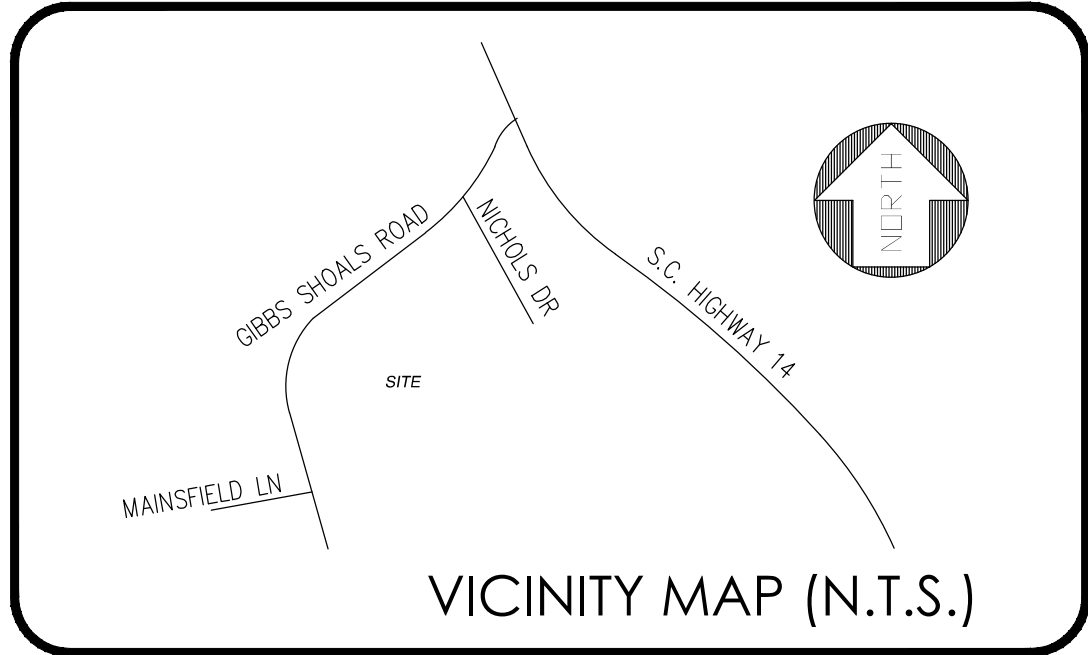 GIBBS SHOALS ROAD
NICHOLS DR
NORTH
S.C. HIGHWAY 14
SITE
MAINSFIELD LN
VICINITY MAP (N.T.S.)